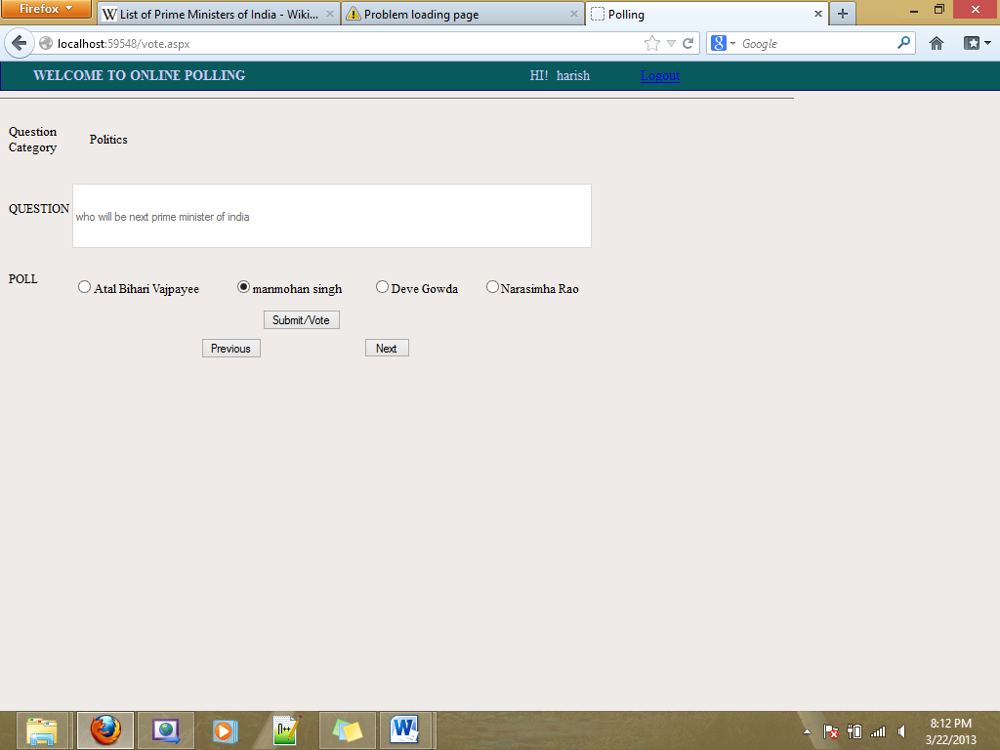 Firefox
List of Prime Ministers of India - Wiki...
Problem loading page
Polling
localhost:59548/vote.aspx
Google
WELCOME TO ONLINE POLLING HI! harish Logout
Question
Category
Politics
QUESTION
who will be next prime minister of india
POLL
Atal Bihari Vajpayee manmohan singh Deve Gowda Narasimha Rao
Submit/Vote
Previous Next
8:12 PM
3/22/2013